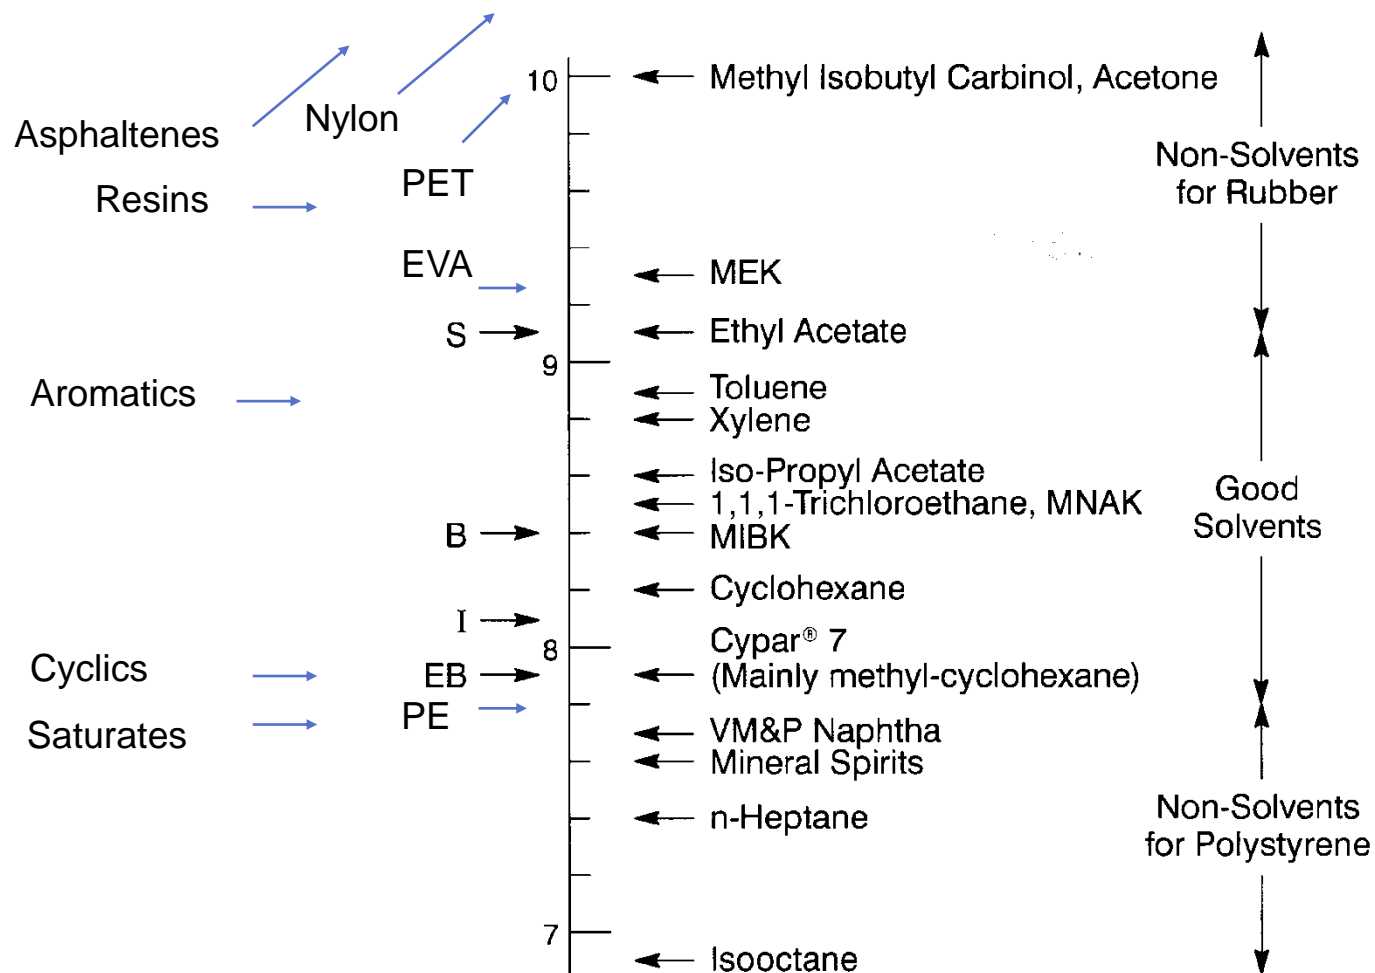 Asphaltenes
Resins
Aromatics
Cyclics
Saturates
Nylon
PET
EVA
S
B
I
EB
PE
10
9
8
7
Methyl Isobutyl Carbinol, Acetone
MEK
Ethyl Acetate
Toluene
Xylene
Iso-Propyl Acetate
1,1,1-Trichloroethane, MNAK
MIBK
Cyclohexane
Cypar® 7
(Mainly methyl-cyclohexane)
VM&P Naphtha
Mineral Spirits
n-Heptane
Isooctane
Non-Solvents
for Rubber
Good
Solvents
Non-Solvents
for Polystyrene